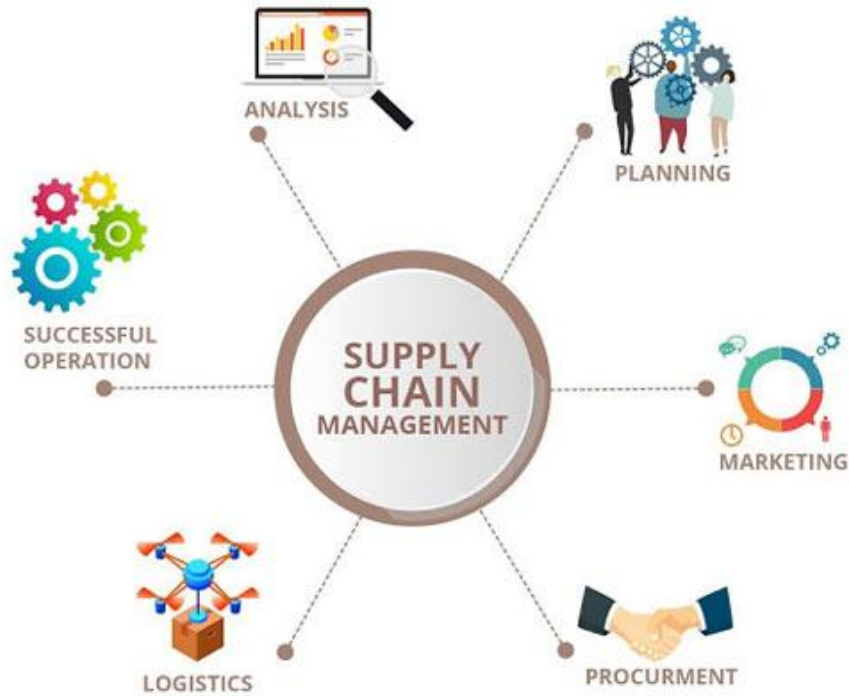 ANALYSIS
PLANNING
SUCCESSFUL
OPERATION
SUPPLY
CHAIN
MANAGEMENT
MARKETING
LOGISTICS
PROCURMENT